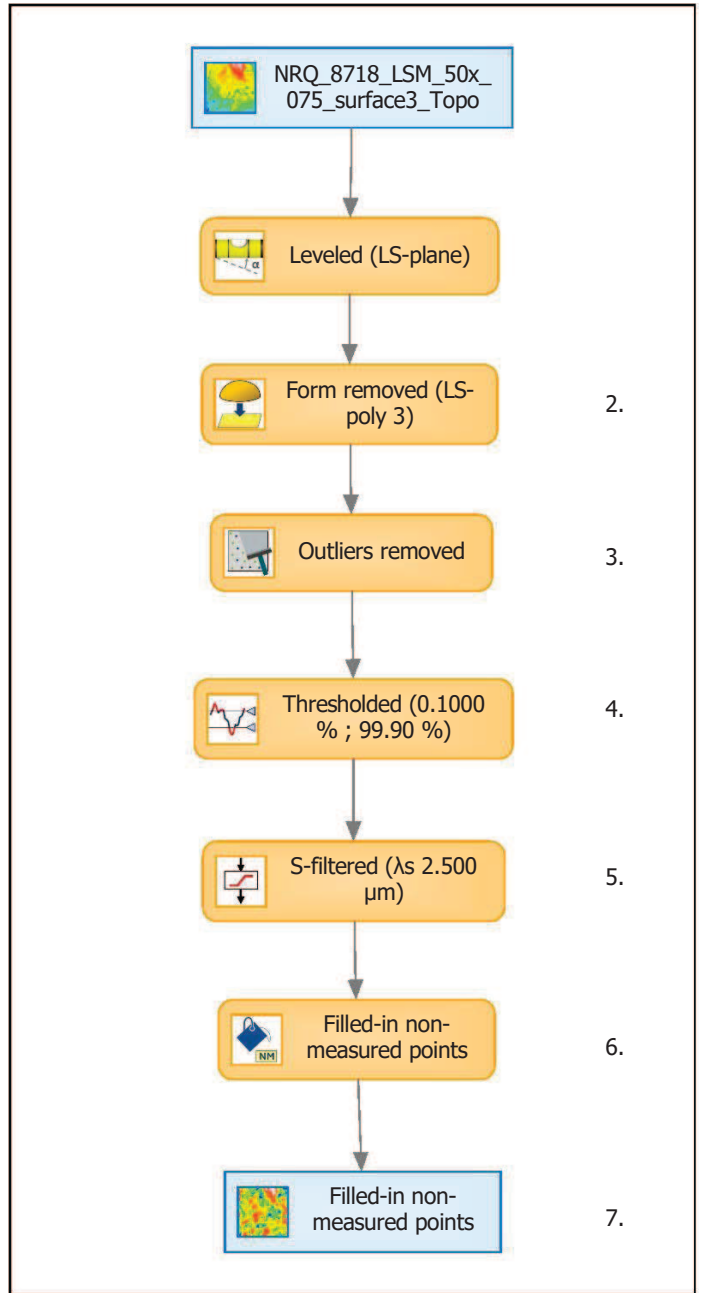 NRQ_8718_LSM_50x_
075_surface3_Topo
α
Leveled (LS-plane)
Form removed (LS-
poly 3)
2.
Outliers removed
3.
Thresholded (0.1000
% ; 99.90 %)
4.
S-filtered (λs 2.500
µm)
5.
NM
Filled-in non-
measured points
6.
Filled-in non-
measured points
7.